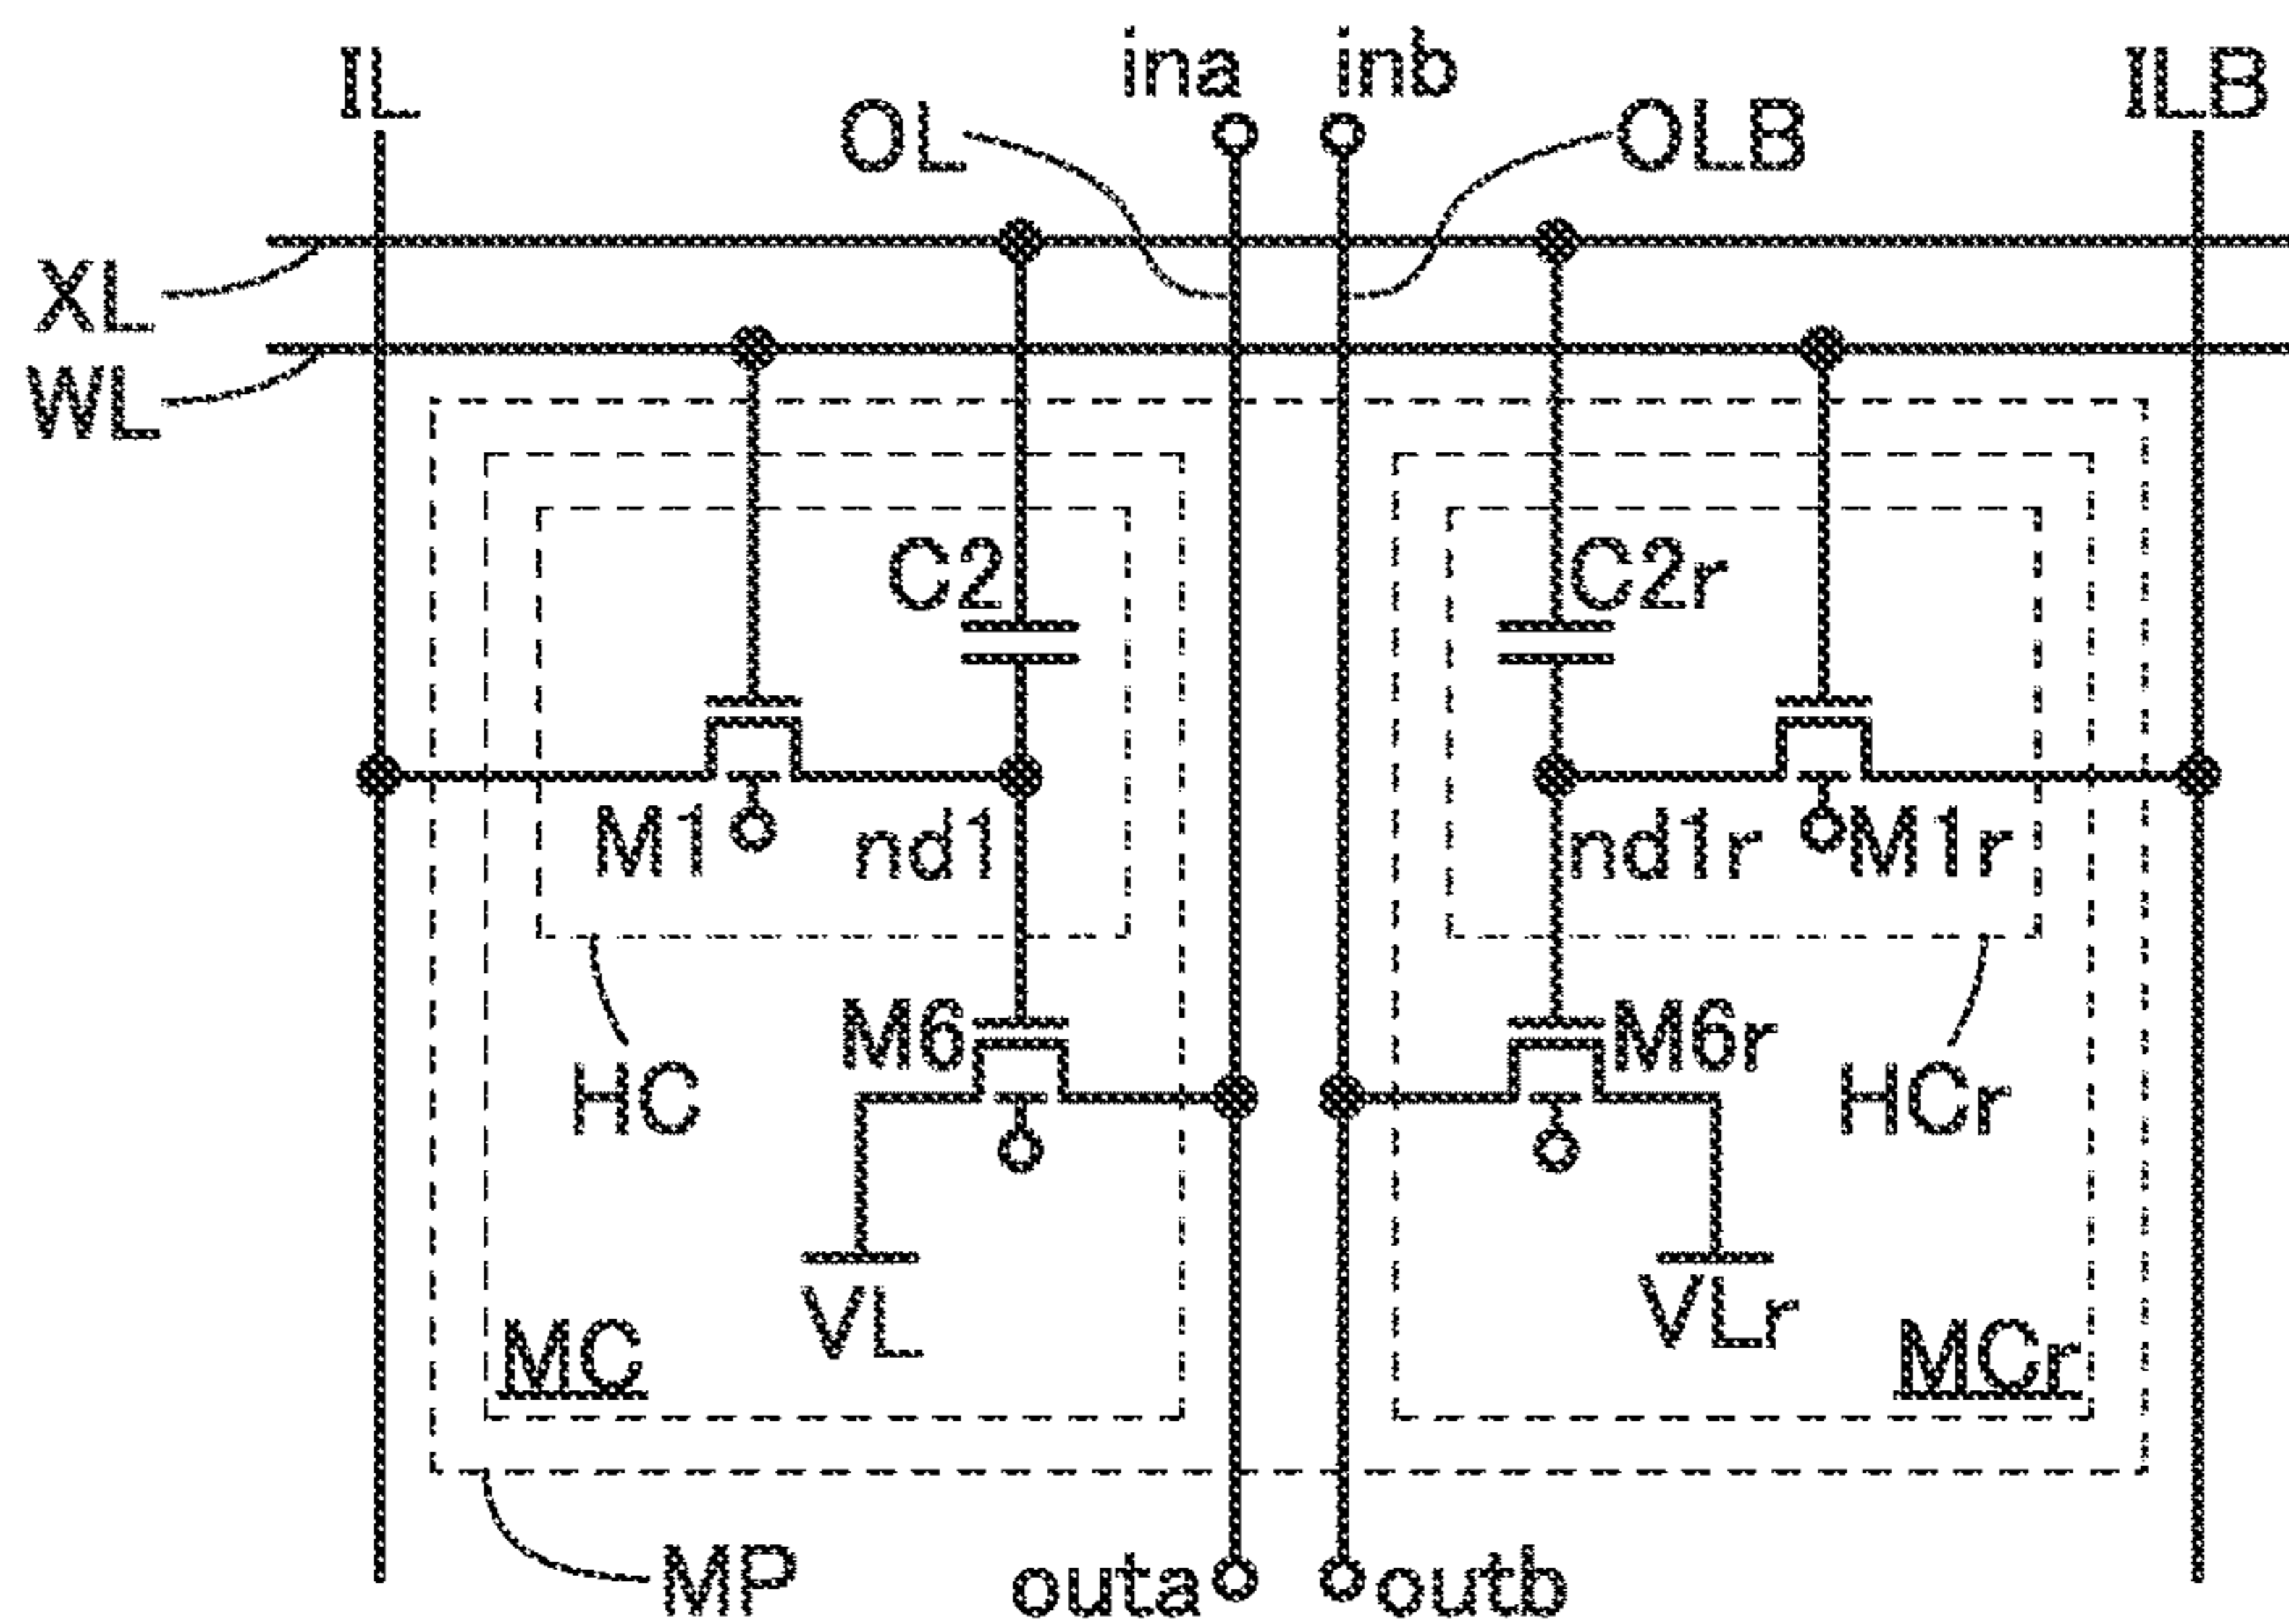 IL
ina
inb
ILB
OL
OLB
XL
WL
C2
C2r
M1
nd1
nd1r
M1r
M6
M6r
HC
HCr
VL
VLr
MC
MCr
MP
outa
outb